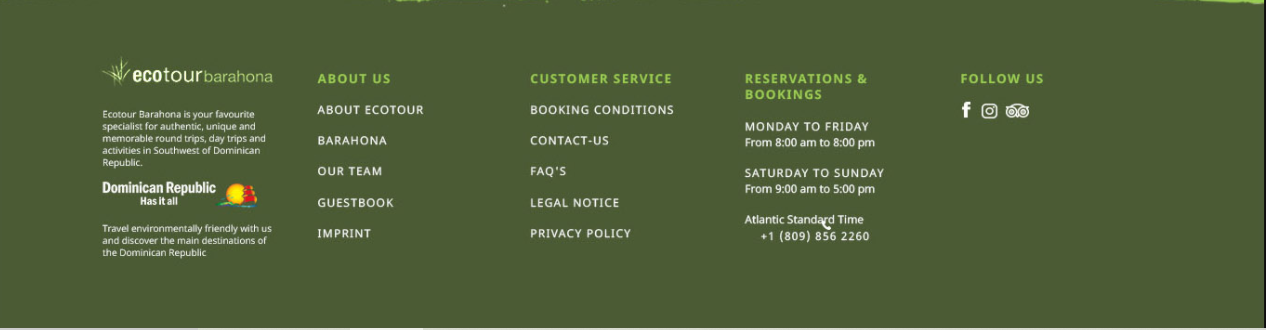 ecotourbarahona
Ecotour Barahona is your favourite
specialist for authentic, unique and
memorable round trips, day trips and
activities in Southwest of Dominican
Republic.
Dominican Republic
Has it all
Travel environmentally friendly with us
and discover the main destinations of
the Dominican Republic
ABOUT US
ABOUT ECOTOUR
BARAHONA
OUR TEAM
GUESTBOOK
IMPRINT
CUSTOMER SERVICE
BOOKING CONDITIONS
CONTACT-US
FAQ'S
LEGAL NOTICE
PRIVACY POLICY
RESERVATIONS &
BOOKINGS
MONDAY TO FRIDAY
From 8:00 am to 8:00 pm
SATURDAY TO SUNDAY
From 9:00 am to 5:00 pm
Atlantic Standard Time
+1 (809) 856 2260
FOLLOW US